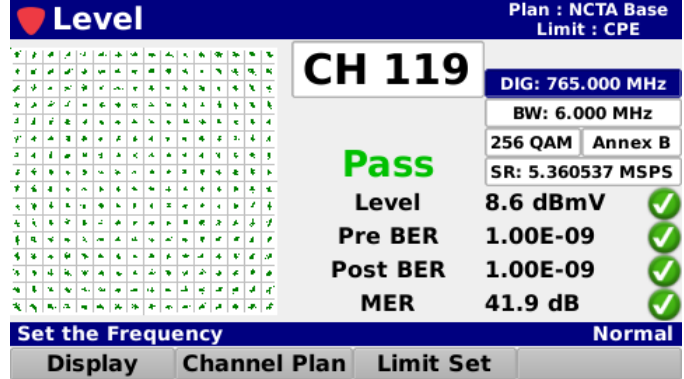 Level
Plan : NCTA Base
Limit : CPE
CH 119
DIG: 765.000 MHz
BW: 6.000 MHz
256 QAM Annex B
SR: 5.360537 MSPS
Pass
Level 8.6 dBmV
Pre BER 1.00E-09
Post BER 1.00E-09
MER 41.9 dB
Set the Frequency Normal
Display Channel Plan Limit Set